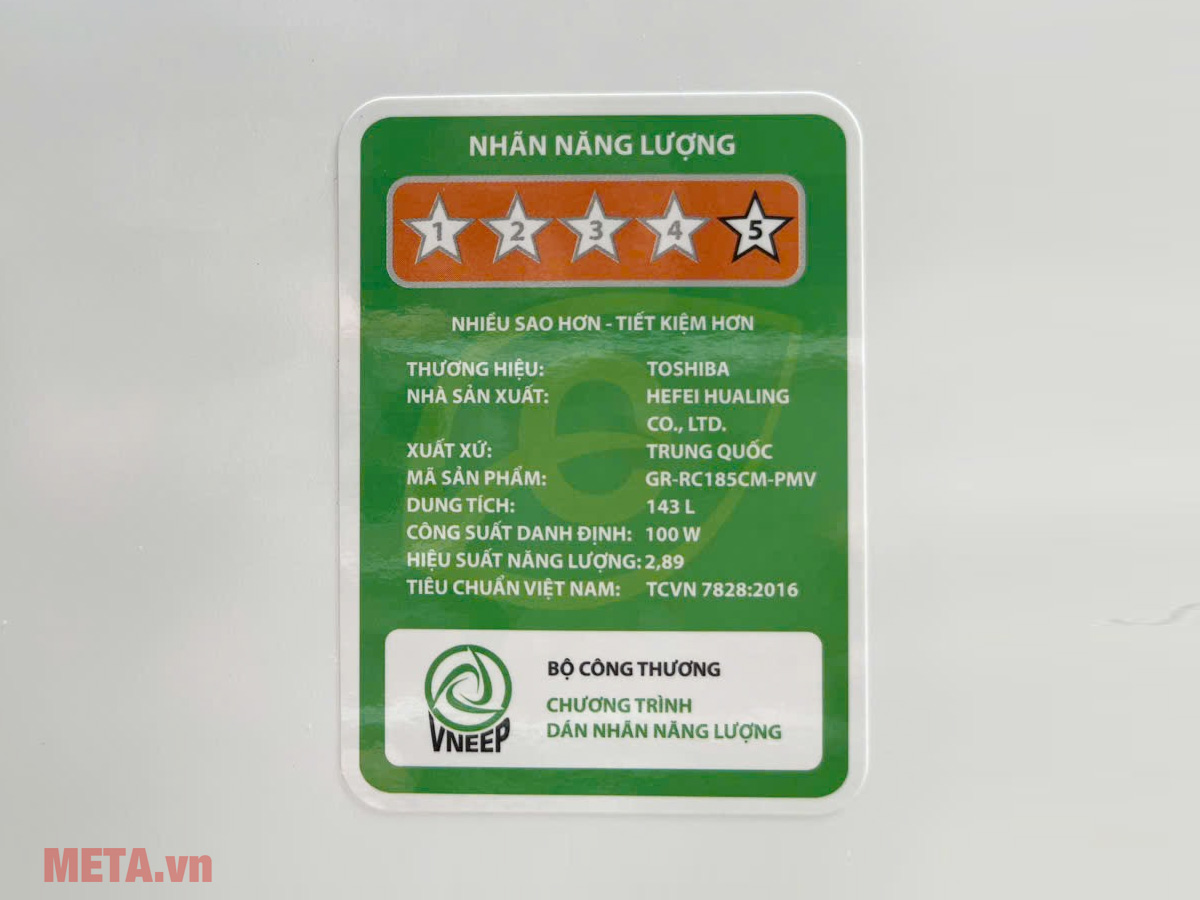 NHÃN NĂNG LƯỢNG
1 2 3 4 5
NHIỀU SAO HƠN - TIẾT KIỆM HƠN
THƯƠNG HIỆU: TOSHIBA
NHÀ SẢN XUẤT: HEFEI HUALING
CO., LTD.
XUẤT XỨ: TRUNG QUỐC
MÃ SẢN PHẨM: GR-RC185CM-PMV
DUNG TÍCH: 143 L
CÔNG SUẤT DANH ĐỊNH: 100 W
HIỆU SUẤT NĂNG LƯỢNG: 2,89
TIÊU CHUẨN VIỆT NAM: TCVN 7828:2016
BỘ CÔNG THƯƠNG
CHƯƠNG TRÌNH
DÁN NHÃN NĂNG LƯỢNG
VNEEP
META.vn